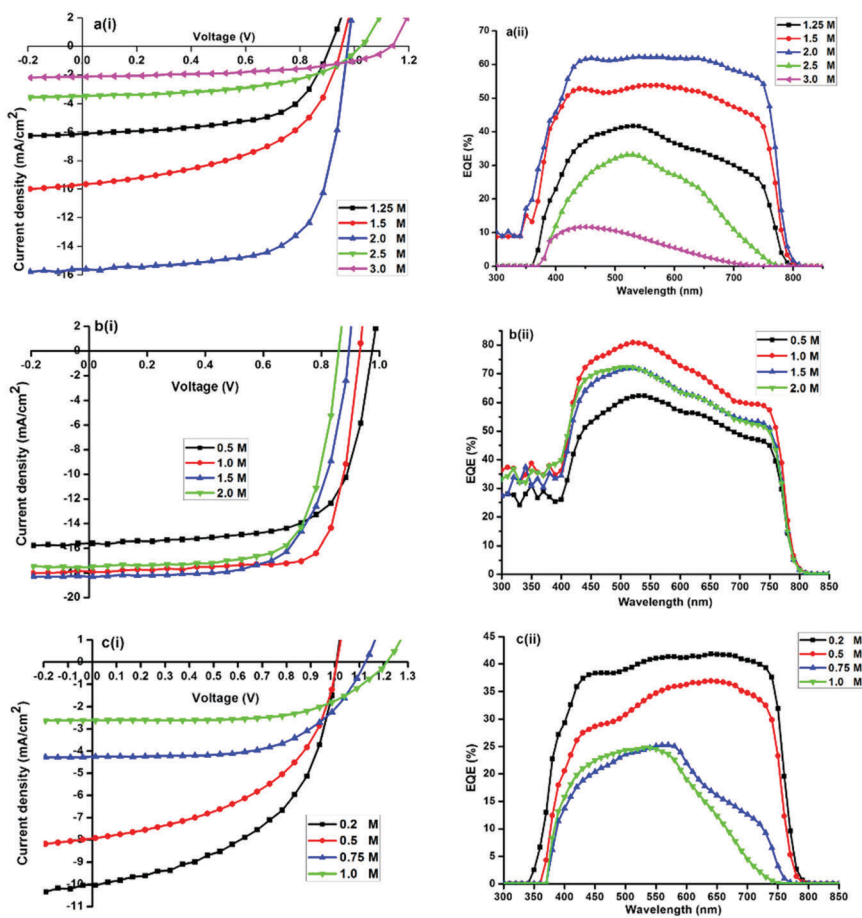 a(i)
Voltage (V)
-0.2 0.0 0.2 0.4 0.6 0.8 1.0 1.2
2
0
-2
-4
-6
-8
-10
-12
-14
-16
Current density (mA/cm²)
1.25 M
1.5 M
2.0 M
2.5 M
3.0 M
a(ii)
1.25 M
1.5 M
2.0 M
2.5 M
3.0 M
70
60
50
40
30
20
10
0
EQE (%)
300 400 500 600 700 800
Wavelength (nm)
b(i)
2
0
-2
-4
-6
-8
-10
-12
-14
-16
-18
-20
Current density (mA/cm²)
-0.2 0.0 0.2 0.4 0.6 0.8 1.0
Voltage (V)
0.5 M
1.0 M
1.5 M
2.0 M
b(ii)
0.5 M
1.0 M
1.5 M
2.0 M
80
70
60
50
40
30
20
10
0
EQE (%)
300 350 400 450 500 550 600 650 700 750 800 850
Wavelength (nm)
c(i)
1
0
-1
-2
-3
-4
-5
-6
-7
-8
-9
-10
-11
Current density (mA/cm²)
-0.2 -0.1 0.0 0.1 0.2 0.3 0.4 0.5 0.6 0.7 0.8 0.9 1.0 1.1 1.2 1.3
Voltage (V)
0.2 M
0.5 M
0.75 M
1.0 M
c(ii)
0.2 M
0.5 M
0.75 M
1.0 M
45
40
35
30
25
20
15
10
5
0
EQE (%)
300 350 400 450 500 550 600 650 700 750 800 850
Wavelength (nm)